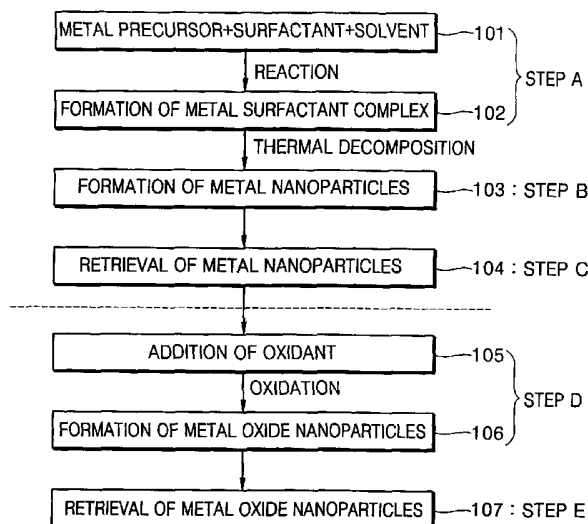 METAL PRECURSOR+SURFACTANT+SOLVENT 101
REACTION
STEP A
FORMATION OF METAL SURFACTANT COMPLEX 102
THERMAL DECOMPOSITION
FORMATION OF METAL NANOPARTICLES 103 : STEP B
RETRIEVAL OF METAL NANOPARTICLES 104 : STEP C
ADDITION OF OXIDANT 105
OXIDATION
STEP D
FORMATION OF METAL OXIDE NANOPARTICLES 106
RETRIEVAL OF METAL OXIDE NANOPARTICLES 107 : STEP E